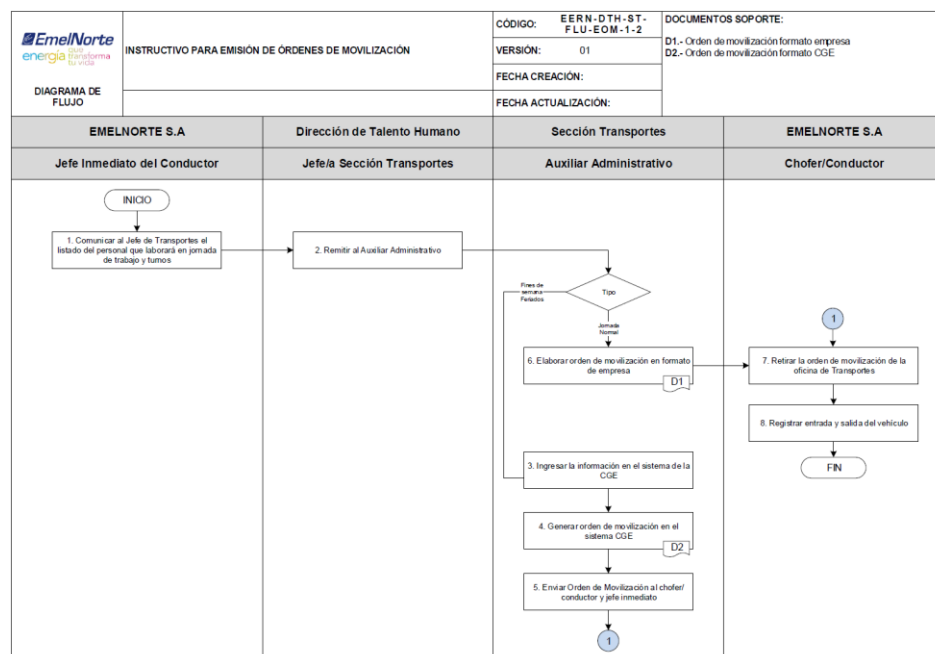 EmelNorte
energía que
transforma
tu vida
DIAGRAMA DE
FLUJO
INSTRUCTIVO PARA EMISIÓN DE ÓRDENES DE MOVILIZACIÓN
CÓDIGO: EERN-DTH-ST-
FLU-EOM-1-2
VERSIÓN: 01
FECHA CREACIÓN:
FECHA ACTUALIZACIÓN:
DOCUMENTOS SOPORTE:
D1.- Orden de movilización formato empresa
D2.- Orden de movilización formato CGE
EMELNORTE S.A
Dirección de Talento Humano
Sección Transportes
EMELNORTE S.A
Jefe Inmediato del Conductor
Jefe/a Sección Transportes
Auxiliar Administrativo
Chofer/Conductor
INICIO
1. Comunicar al Jefe de Transportes el
listado del personal que laborará en jornada
de trabajo y turnos
2. Remitir al Auxiliar Administrativo
Fines de
semana
Feriados
Tipo
Jornada
Normal
6. Elaborar orden de movilización en formato
de empresa
D1
1
7. Retirar la orden de movilización de la
oficina de Transportes
8. Registrar entrada y salida del vehículo
FIN
3. Ingresar la información en el sistema de la
CGE
4. Generar orden de movilización en el
sistema CGE
D2
5. Enviar Orden de Movilización al chofer/
conductor y jefe inmediato
1